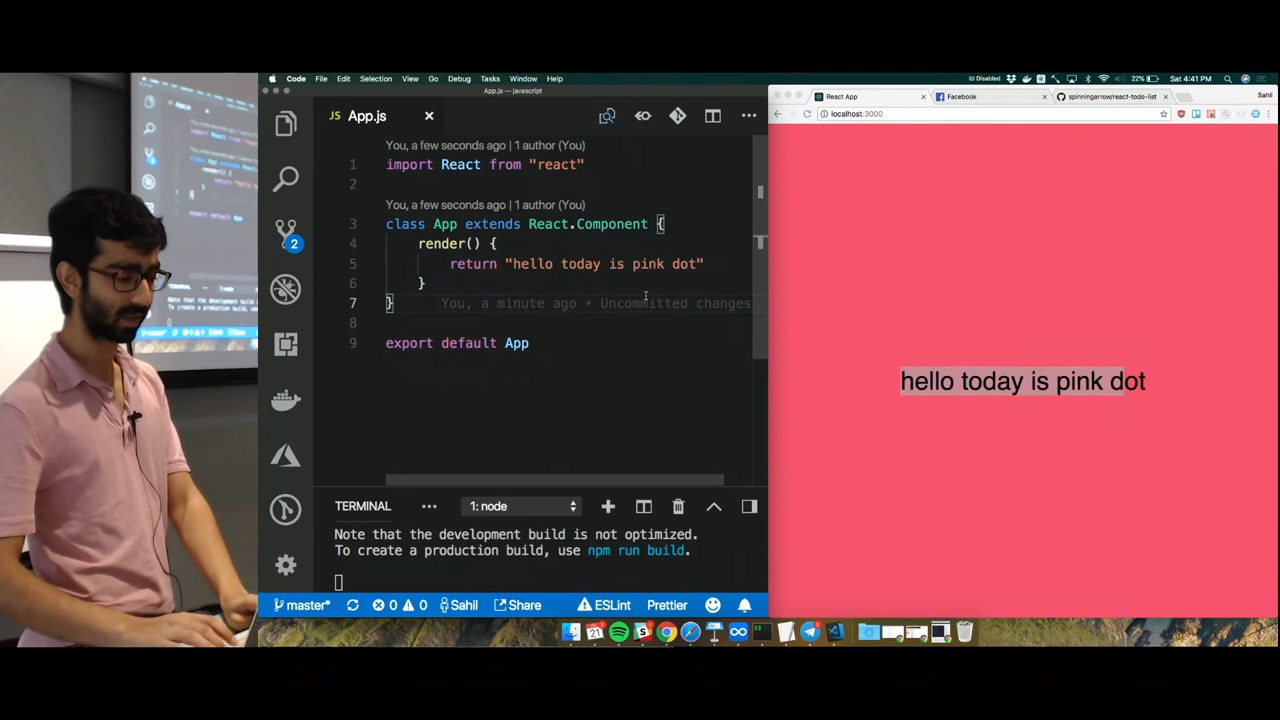 Code File Edit Selection View Go Debug Tasks Window Help
Disabled 22% Sat 4:41 PM
App.js — javascript
JS App.js
You, a few seconds ago | 1 author (You)
1 import React from "react"
2
You, a few seconds ago | 1 author (You)
3 class App extends React.Component {
4 render() {
5 return "hello today is pink dot"
6 }
7 } You, a minute ago • Uncommitted changes
8
9 export default App
2
TERMINAL ••• 1: node
Note that the development build is not optimized.
To create a production build, use npm run build.
master* 0 0 Sahil Share ESLint Prettier
React App Facebook spinningarrow/react-todo-list Sahil
localhost:3000
hello today is pink dot